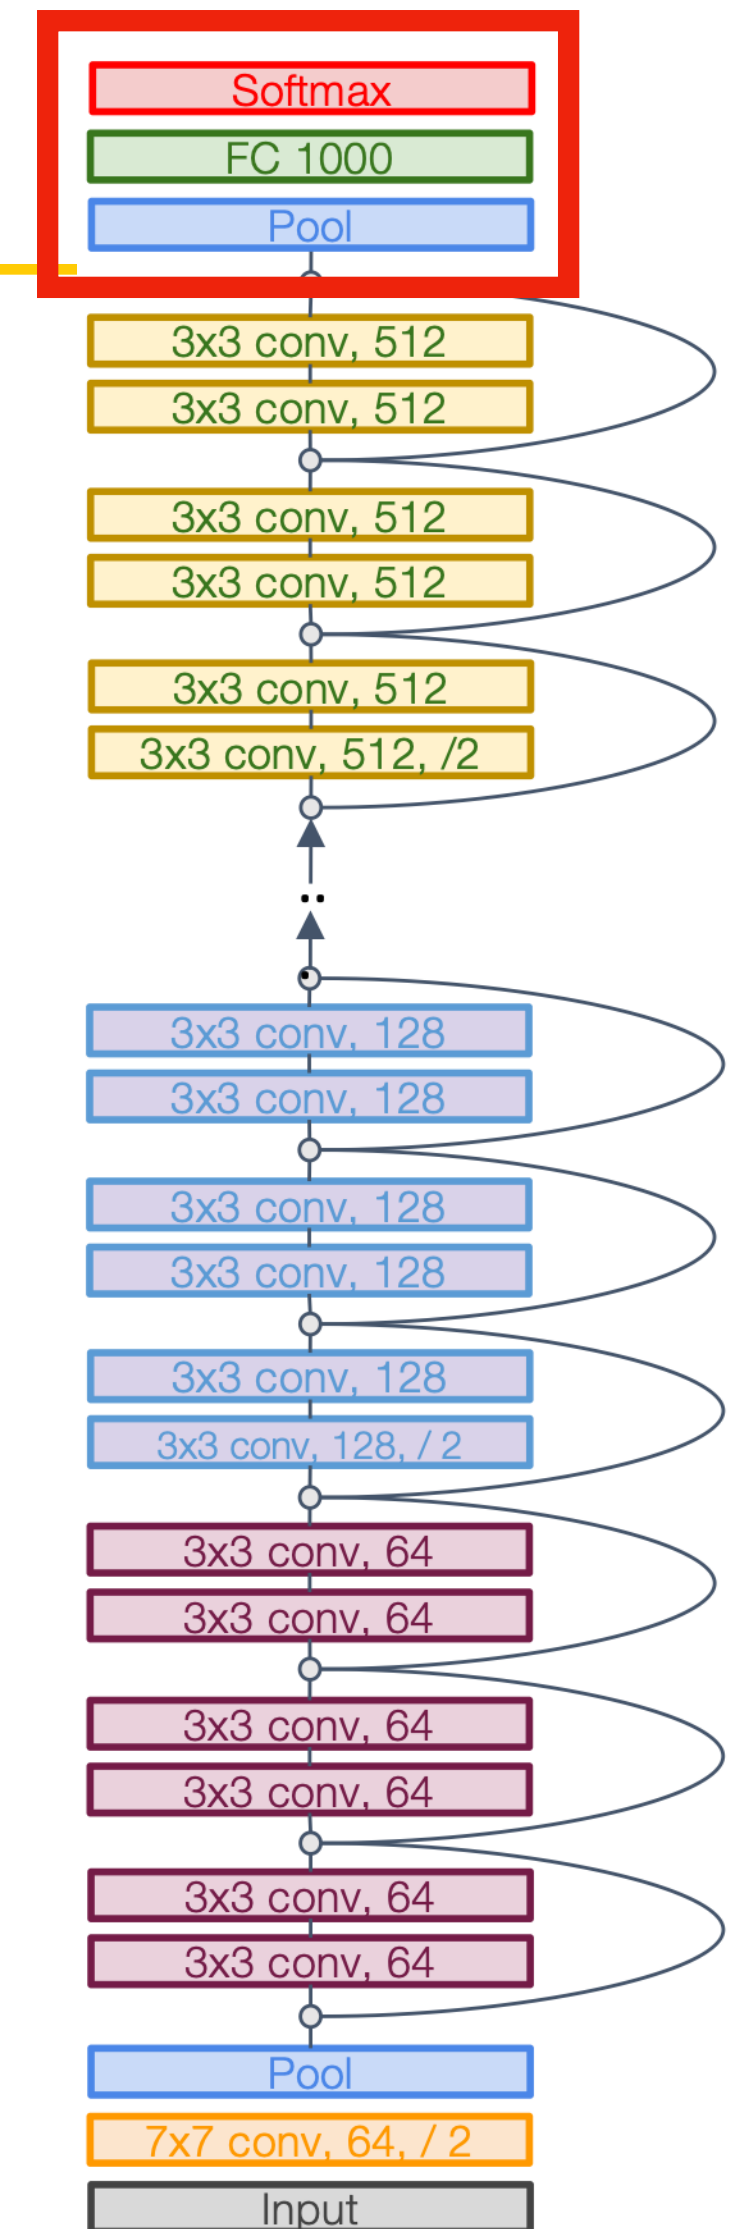 Softmax
FC 1000
Pool
3x3 conv, 512
3x3 conv, 512
3x3 conv, 512
3x3 conv, 512
3x3 conv, 512
3x3 conv, 512, /2
..
.
3x3 conv, 128
3x3 conv, 128
3x3 conv, 128
3x3 conv, 128
3x3 conv, 128
3x3 conv, 128, / 2
3x3 conv, 64
3x3 conv, 64
3x3 conv, 64
3x3 conv, 64
3x3 conv, 64
3x3 conv, 64
Pool
7x7 conv, 64, / 2
Input